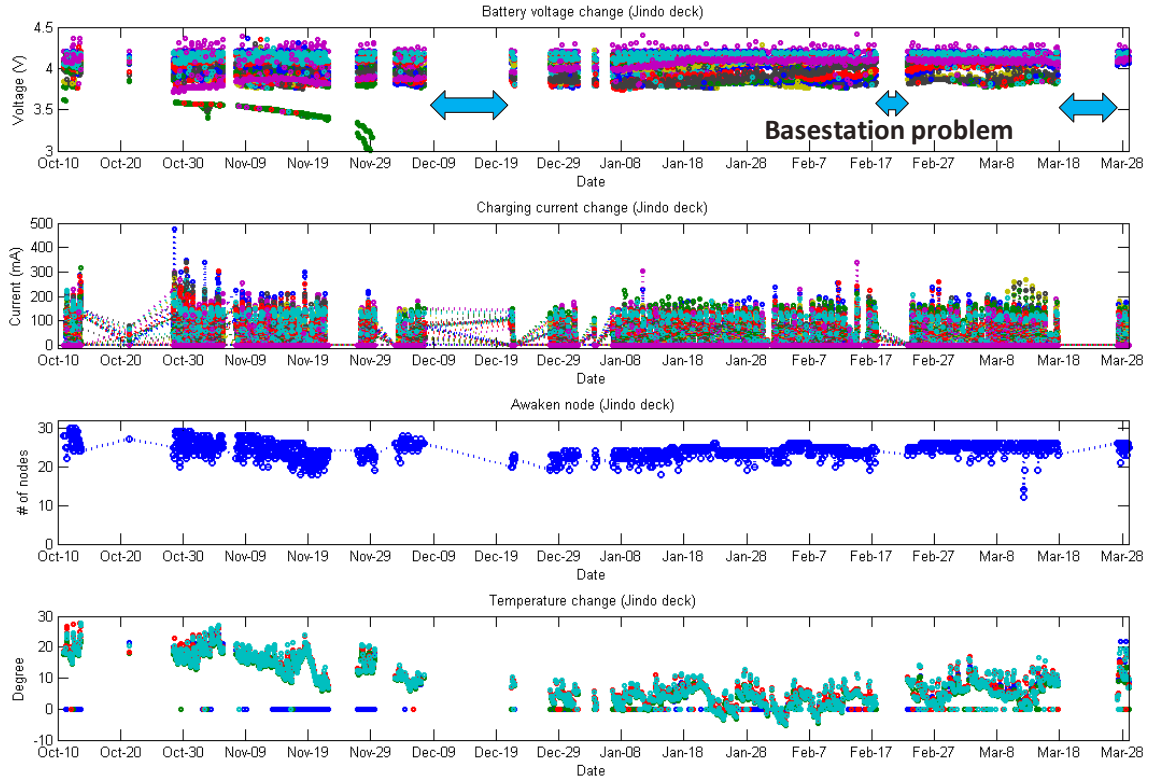 Battery voltage change (Jindo deck)
4.5
4
3.5
3
Voltage (V)
Basestation problem
Oct-10 Oct-20 Oct-30 Nov-09 Nov-19 Nov-29 Dec-09 Dec-19 Dec-29 Jan-08 Jan-18 Jan-28 Feb-7 Feb-17 Feb-27 Mar-8 Mar-18 Mar-28
Date
Charging current change (Jindo deck)
500
400
300
200
100
0
Current (mA)
Oct-10 Oct-20 Oct-30 Nov-09 Nov-19 Nov-29 Dec-09 Dec-19 Dec-29 Jan-08 Jan-18 Jan-28 Feb-7 Feb-17 Feb-27 Mar-8 Mar-18 Mar-28
Date
Awaken node (Jindo deck)
30
20
10
0
# of nodes
Oct-10 Oct-20 Oct-30 Nov-09 Nov-19 Nov-29 Dec-09 Dec-19 Dec-29 Jan-08 Jan-18 Jan-28 Feb-7 Feb-17 Feb-27 Mar-8 Mar-18 Mar-28
Date
Temperature change (Jindo deck)
30
20
10
0
-10
Degree
Oct-10 Oct-20 Oct-30 Nov-09 Nov-19 Nov-29 Dec-09 Dec-19 Dec-29 Jan-08 Jan-18 Jan-28 Feb-7 Feb-17 Feb-27 Mar-8 Mar-18 Mar-28
Date